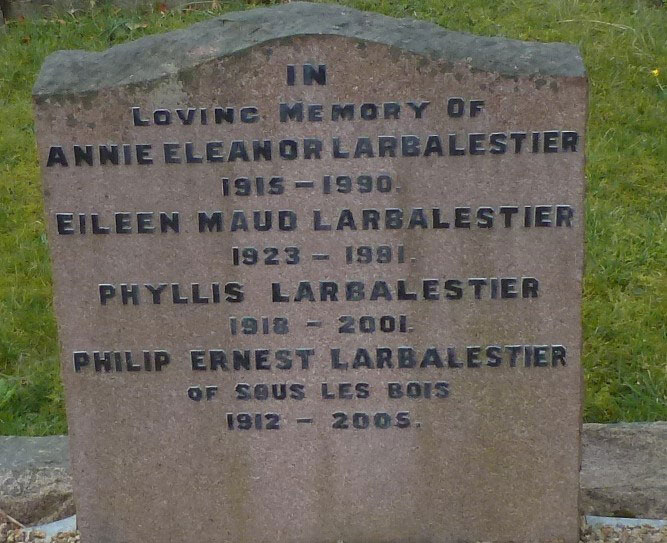 IN
LOVING MEMORY OF
ANNIE ELEANOR LARBALESTIER
1915 – 1990.
EILEEN MAUD LARBALESTIER
1923 – 1991.
PHYLLIS LARBALESTIER
1918 – 2001.
PHILIP ERNEST LARBALESTIER
OF SOUS LES BOIS
1912 – 2005.